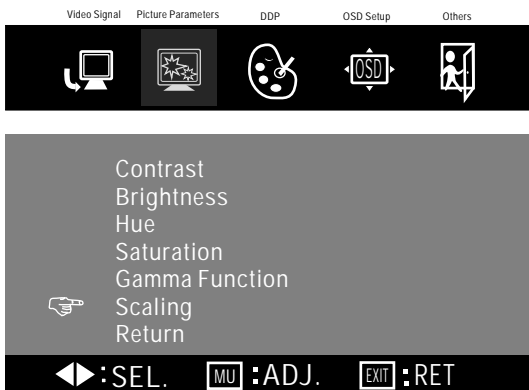 Video Signal Picture Parameters DDP OSD Setup Others
OSD
Contrast
Brightness
Hue
Saturation
Gamma Function
Scaling
Return
:SEL. MU :ADJ. EXIT :RET